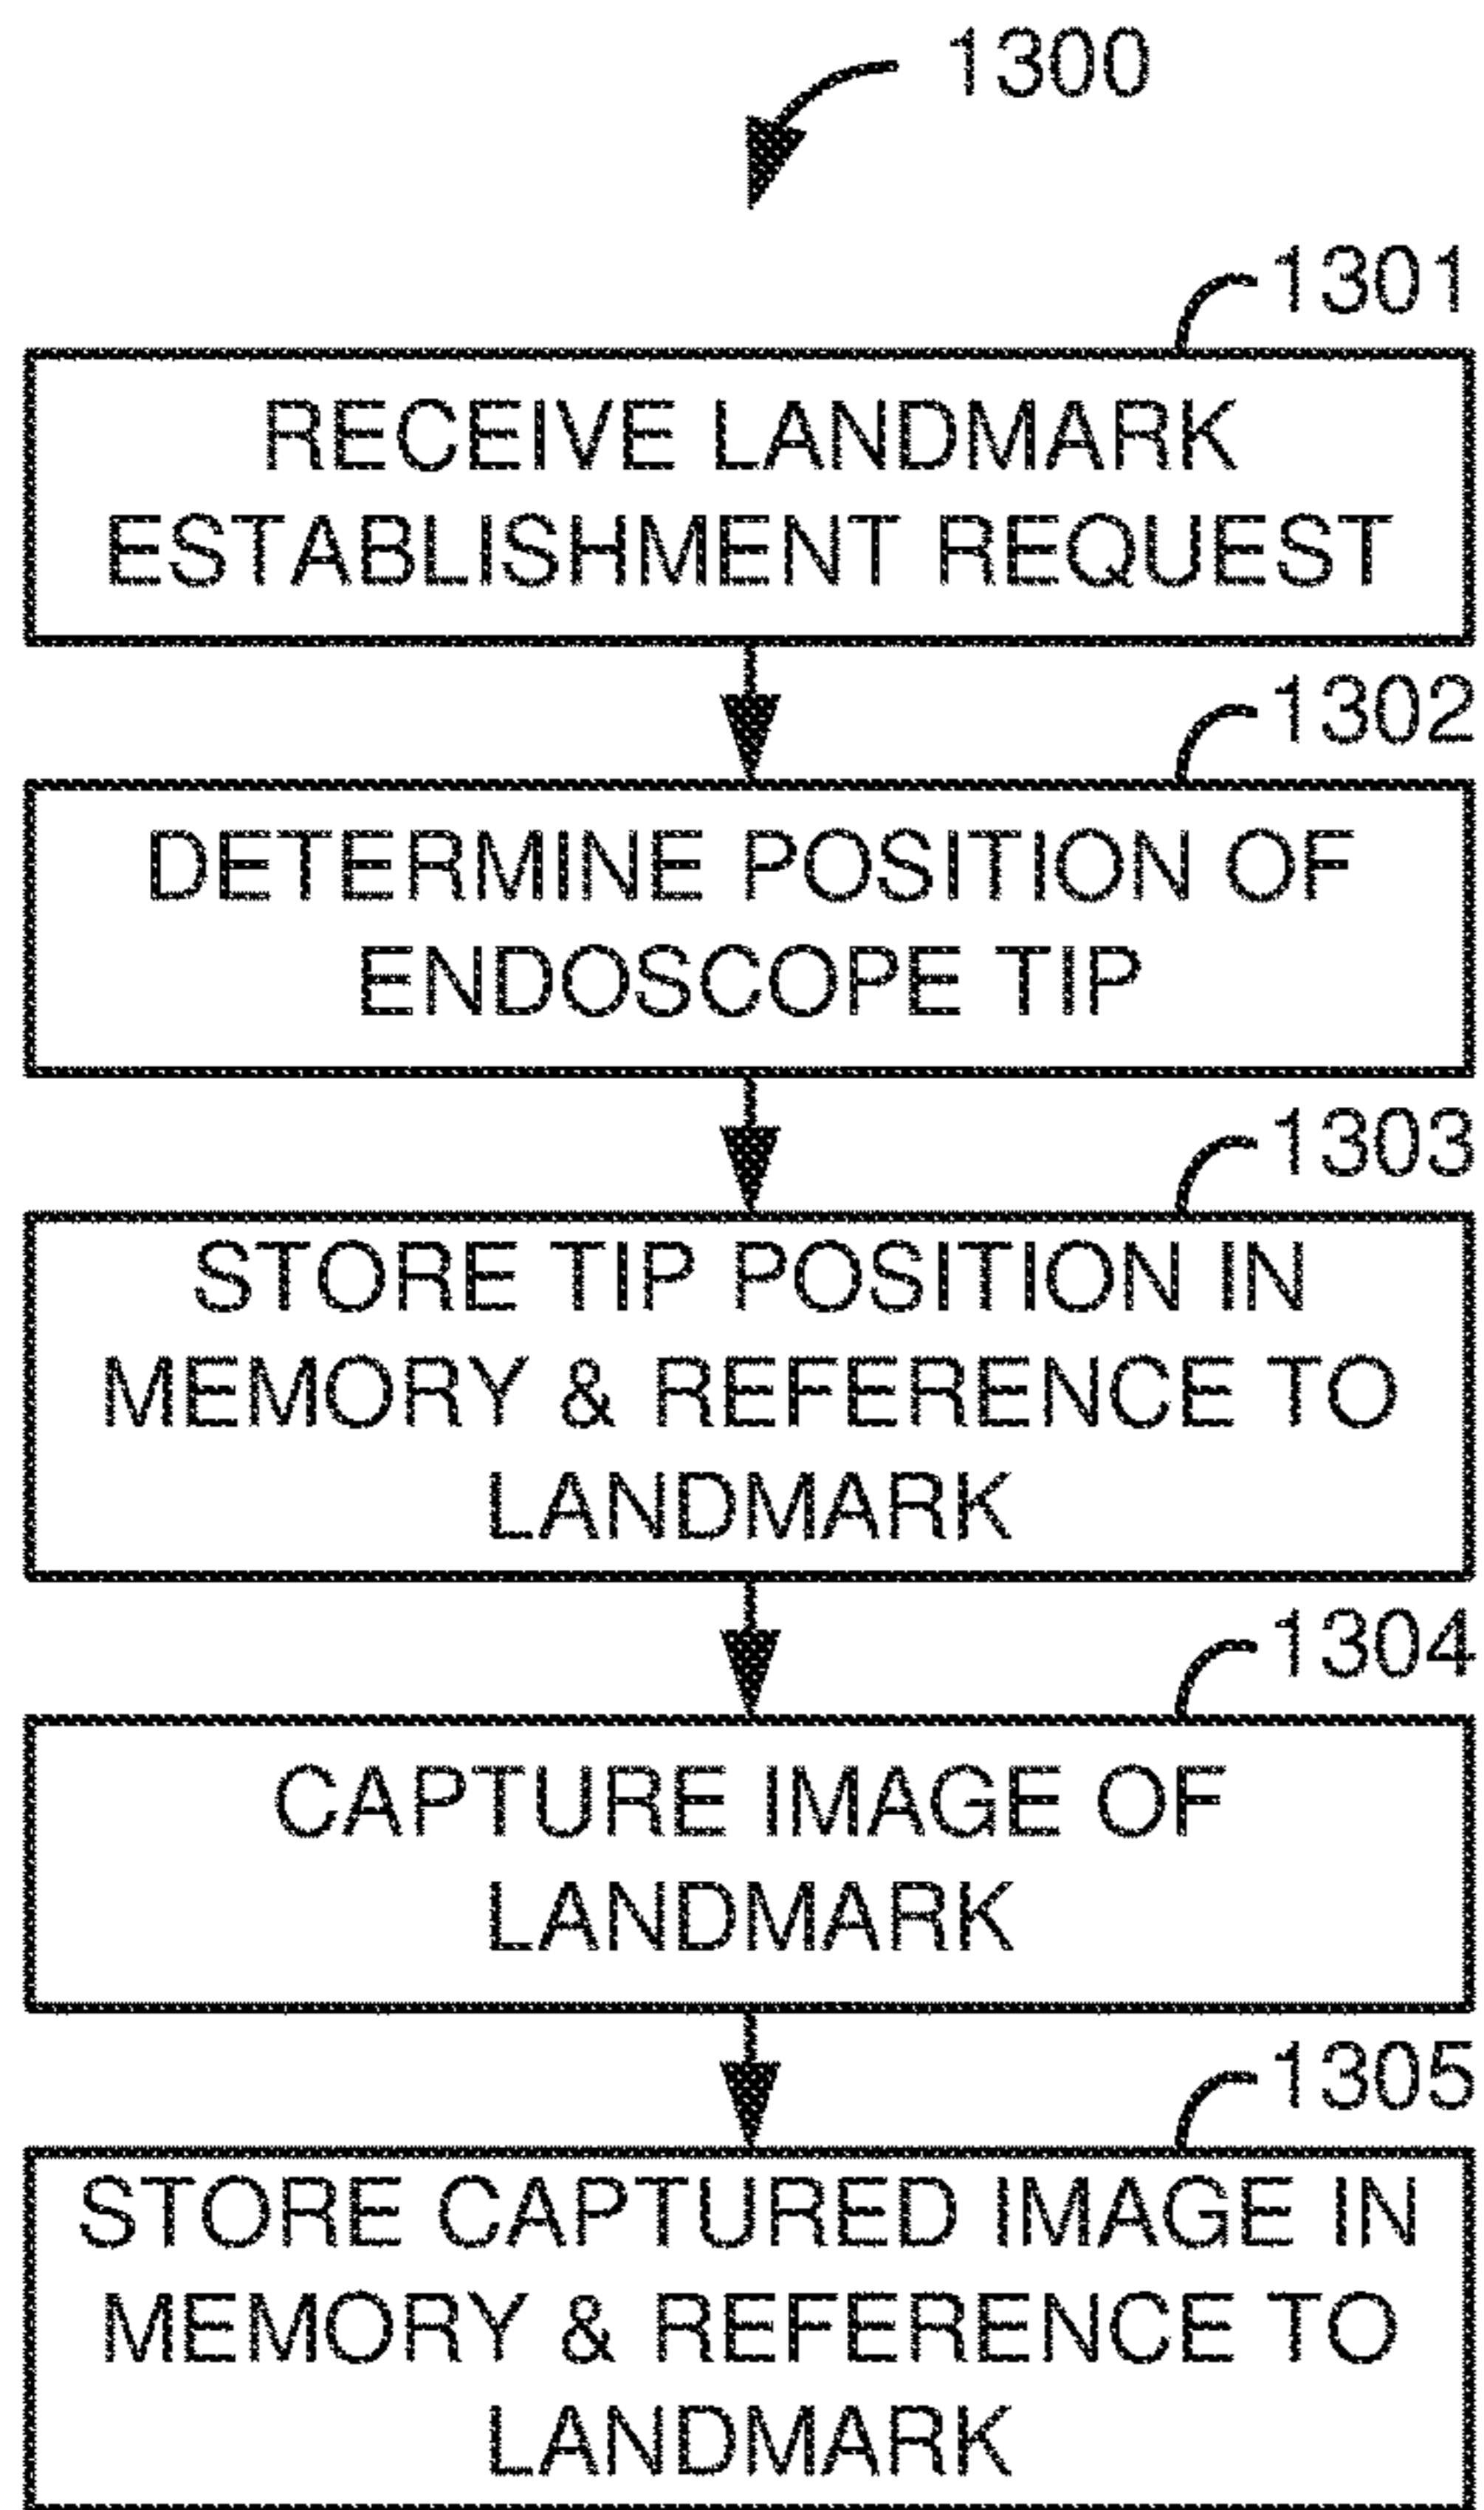 1300
1301
RECEIVE LANDMARK
ESTABLISHMENT REQUEST
1302
DETERMINE POSITION OF
ENDOSCOPE TIP
1303
STORE TIP POSITION IN
MEMORY & REFERENCE TO
LANDMARK
1304
CAPTURE IMAGE OF
LANDMARK
1305
STORE CAPTURED IMAGE IN
MEMORY & REFERENCE TO
LANDMARK